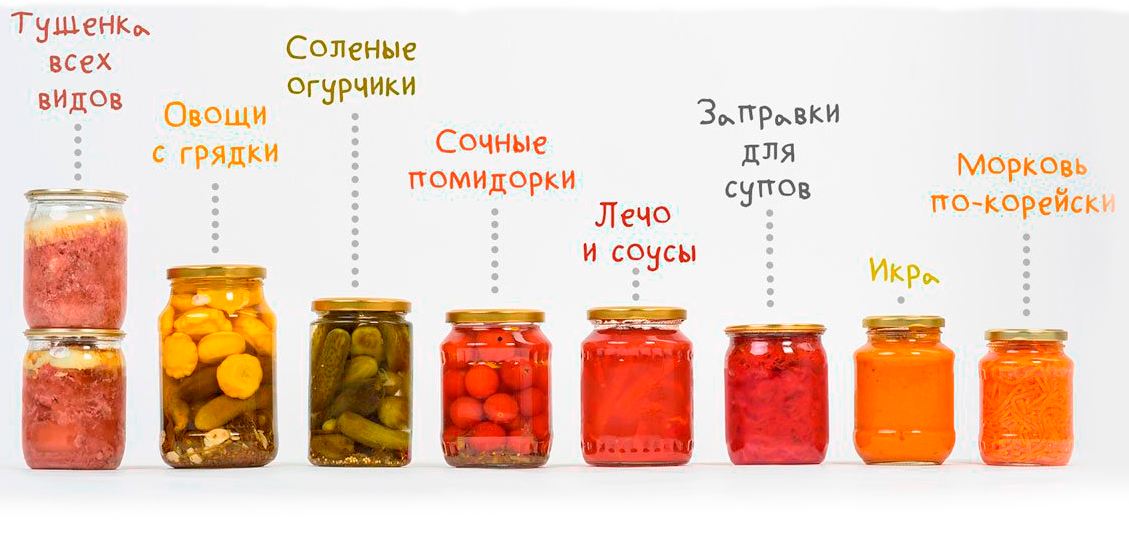 Тушенка
всех
видов
Овощи
с грядки
Соленые
огурчики
Сочные
помидорки
Лечо
и соусы
Заправки
для
супов
Икра
Морковь
по-корейски